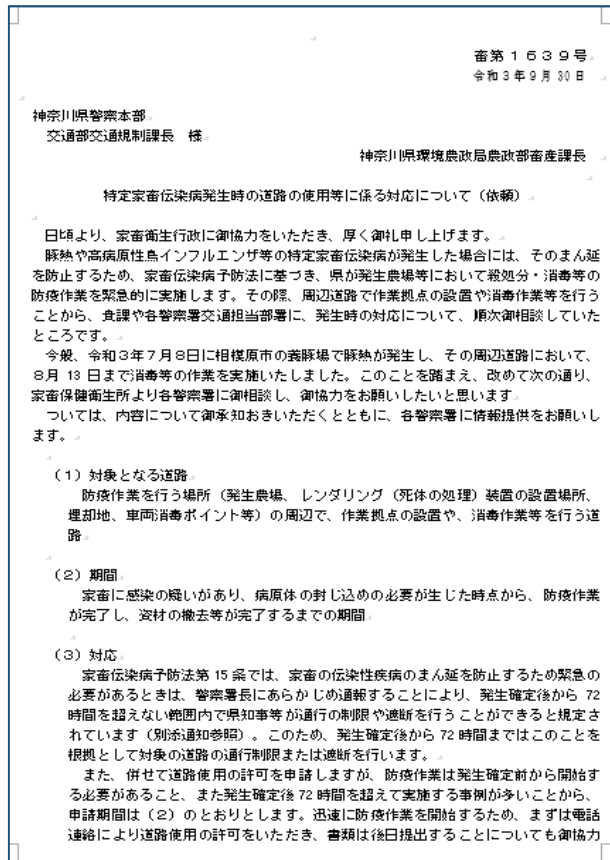 畜第１６３９号
令和３年９月30日
神奈川県警察本部
交通部交通規制課長　様
神奈川県環境農政局農政部畜産課長
特定家畜伝染病発生時の道路の使用等に係る対応について（依頼）
日頃より、家畜衛生行政に御協力をいただき、厚く御礼申し上げます。
豚熱や高病原性鳥インフルエンザ等の特定家畜伝染病が発生した場合には、そのまん延
を防止するため、家畜伝染病予防法に基づき、県が発生農場等において殺処分・消毒等の
防疫作業を緊急的に実施します。その際、周辺道路で作業拠点の設置や消毒作業等を行う
ことから、貴課や各警察署交通担当部署に、発生時の対応について、順次御相談していた
ところです。
今般、令和３年７月８日に相模原市の養豚場で豚熱が発生し、その周辺道路において、
８月 13 日まで消毒等の作業を実施いたしました。このことを踏まえ、改めて次の通り、
家畜保健衛生所より各警察署に御相談し、御協力をお願いしたいと思います
ついては、内容について御承知おきいただくとともに、各警察署に情報提供をお願いし
ます。
（１）対象となる道路
防疫作業を行う場所（発生農場、レンダリング（死体の処理）装置の設置場所、
埋却地、車両消毒ポイント等）の周辺で、作業拠点の設置や、消毒作業等を行う道
路
（２）期間
家畜に感染の疑いがあり、病原体の封じ込めの必要が生じた時点から、防疫作業
が完了し、資材の撤去等が完了するまでの期間
（３）対応
家畜伝染病予防法第 15 条では、家畜の伝染性疾病のまん延を防止するため緊急の
必要があるときは、警察署長にあらかじめ通報することにより、発生確定後から 72
時間を超えない範囲内で県知事等が通行の制限や遮断を行うことができると規定さ
れています（別添通知参照）。このため、発生確定後から 72 時間まではこのことを
根拠として対象の道路の通行制限または遮断を行います。
また、併せて道路使用の許可を申請しますが、防疫作業は発生確定前から開始す
る必要があること、また発生確定後 72 時間を超えて実施する事例が多いことから、
申請期間は（２）のとおりとします。迅速に防疫作業を開始するため、まずは電話
連絡により道路使用の許可をいただき、書類は後日提出することについても御協力